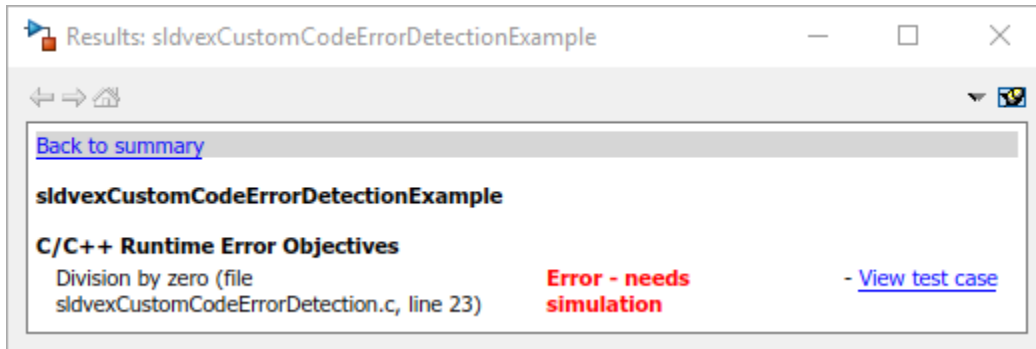 Results: sldvexCustomCodeErrorDetectionExample
Back to summary
sldvexCustomCodeErrorDetectionExample
C/C++ Runtime Error Objectives
Division by zero (file Error - needs - View test case
sldvexCustomCodeErrorDetection.c, line 23) simulation